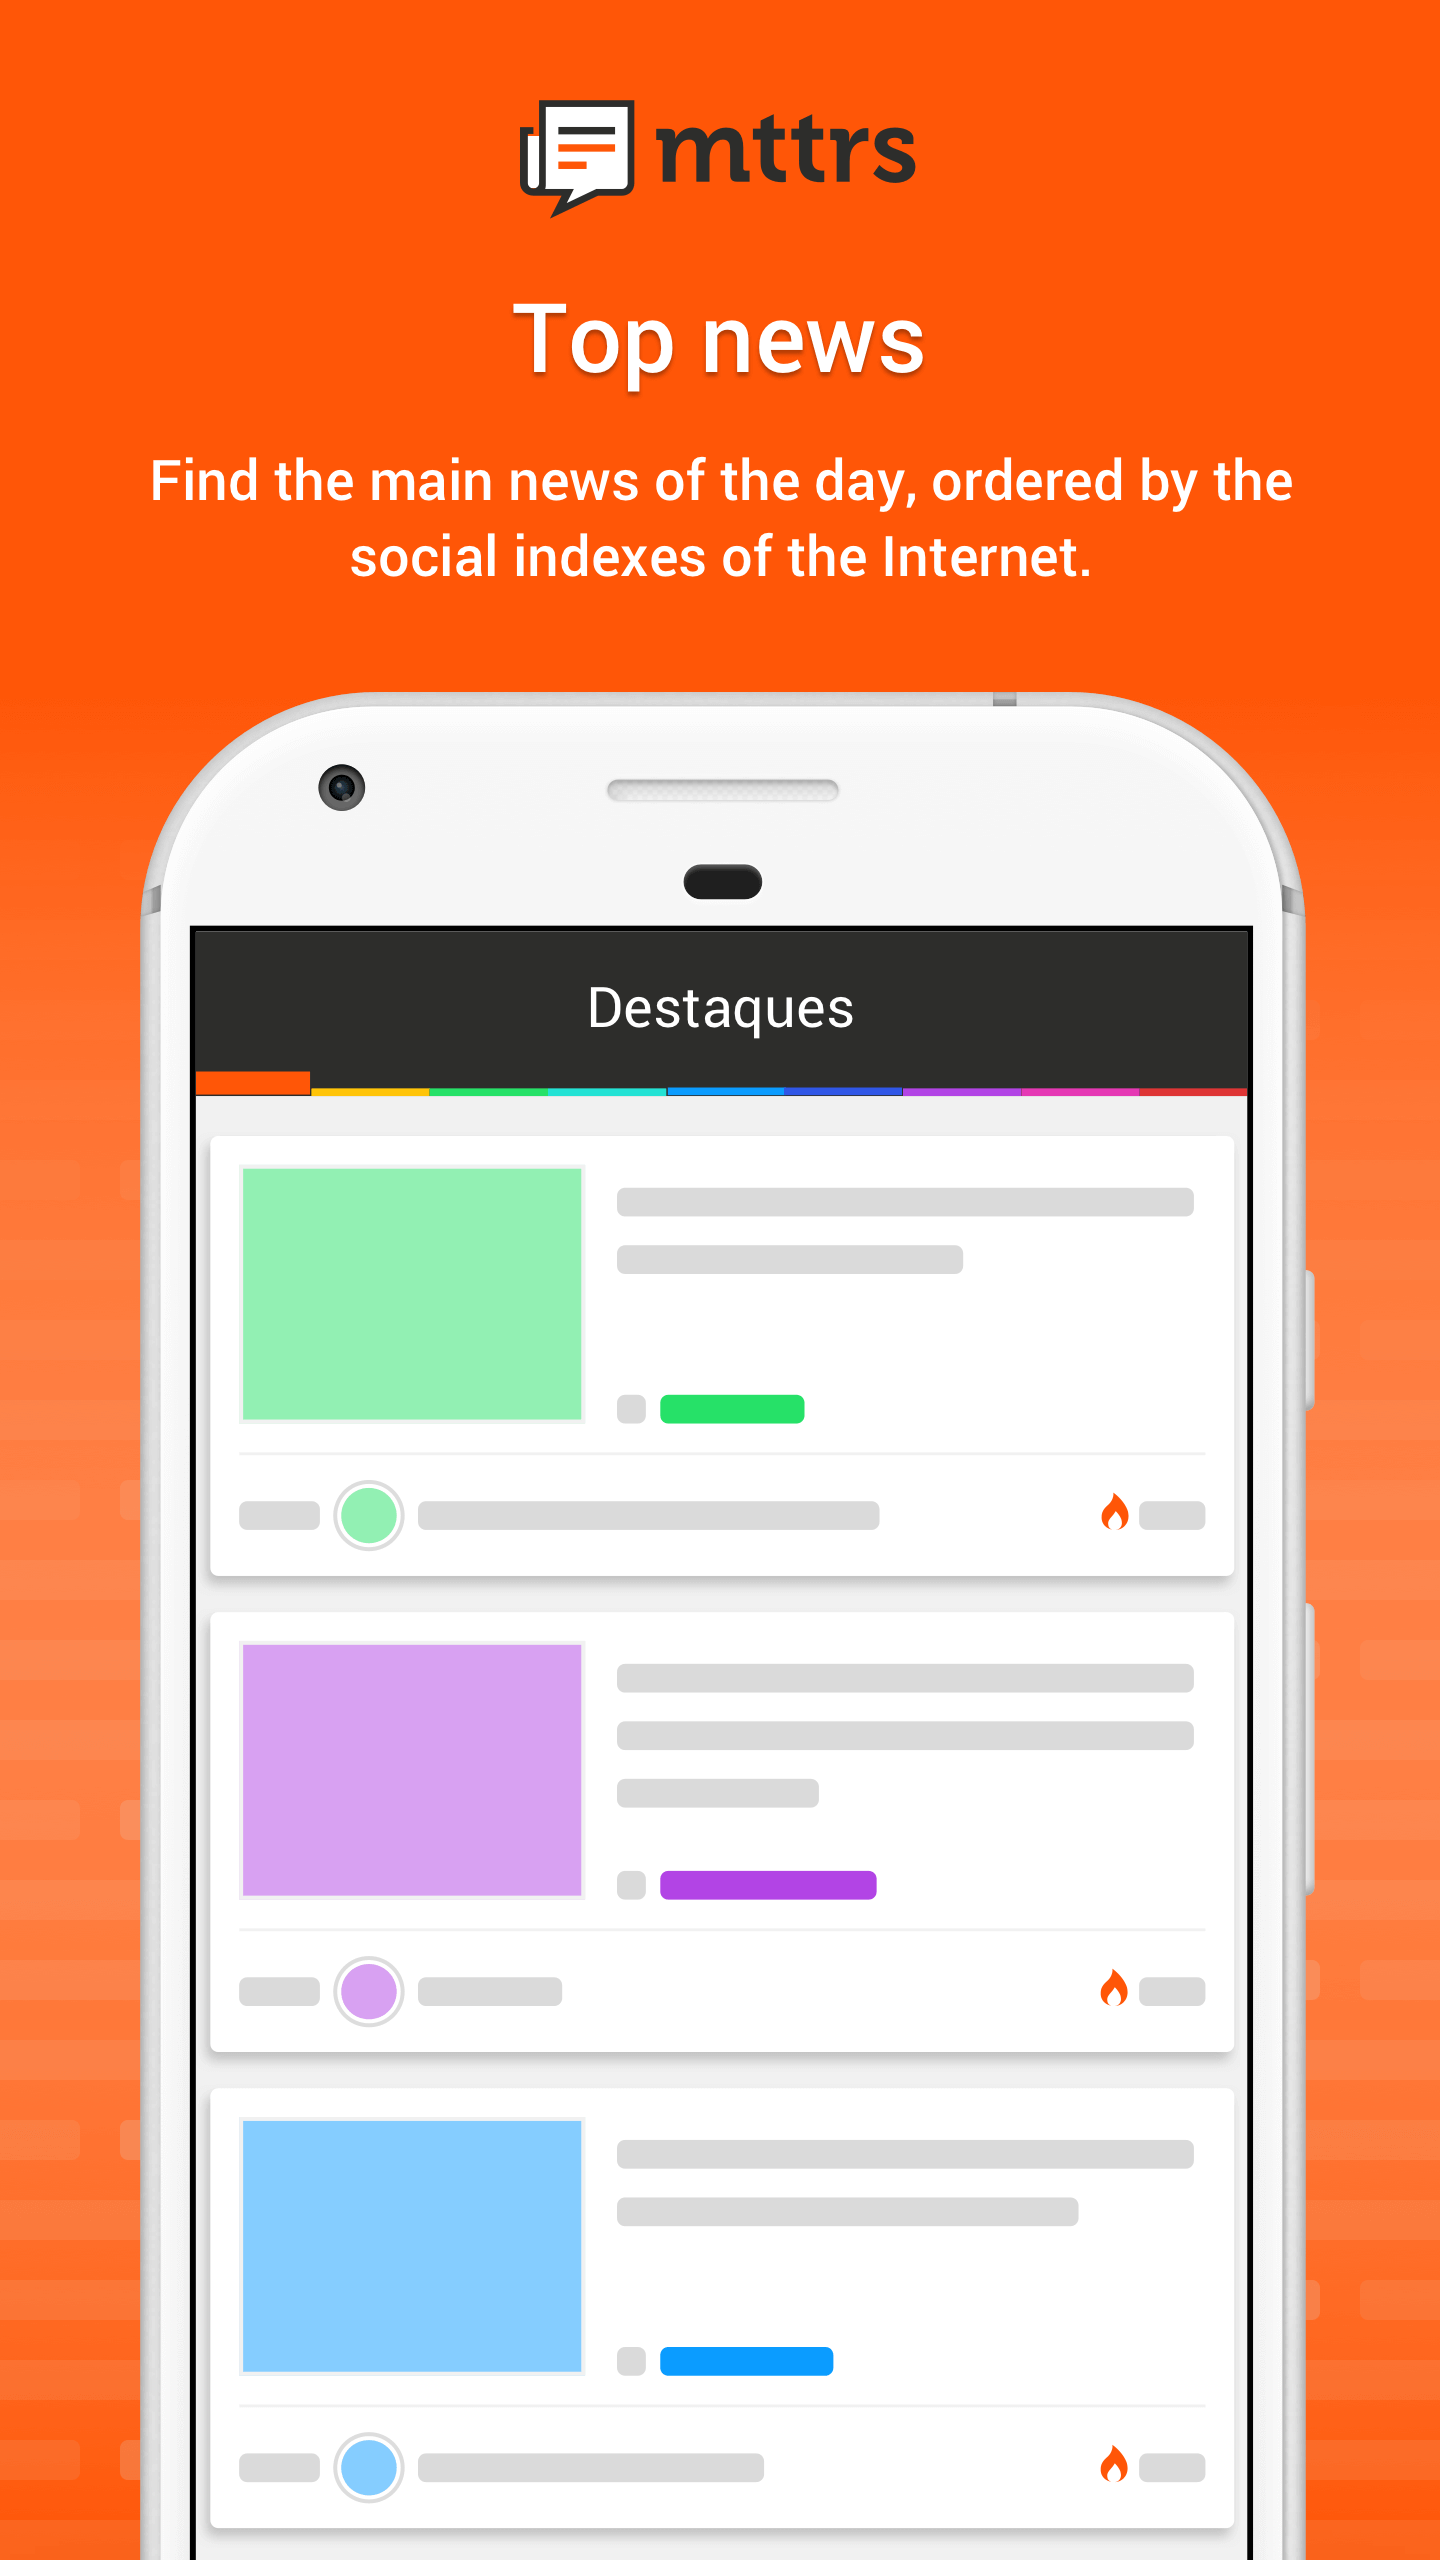 mttrs
Top news
Find the main news of the day, ordered by the
social indexes of the Internet.
Destaques